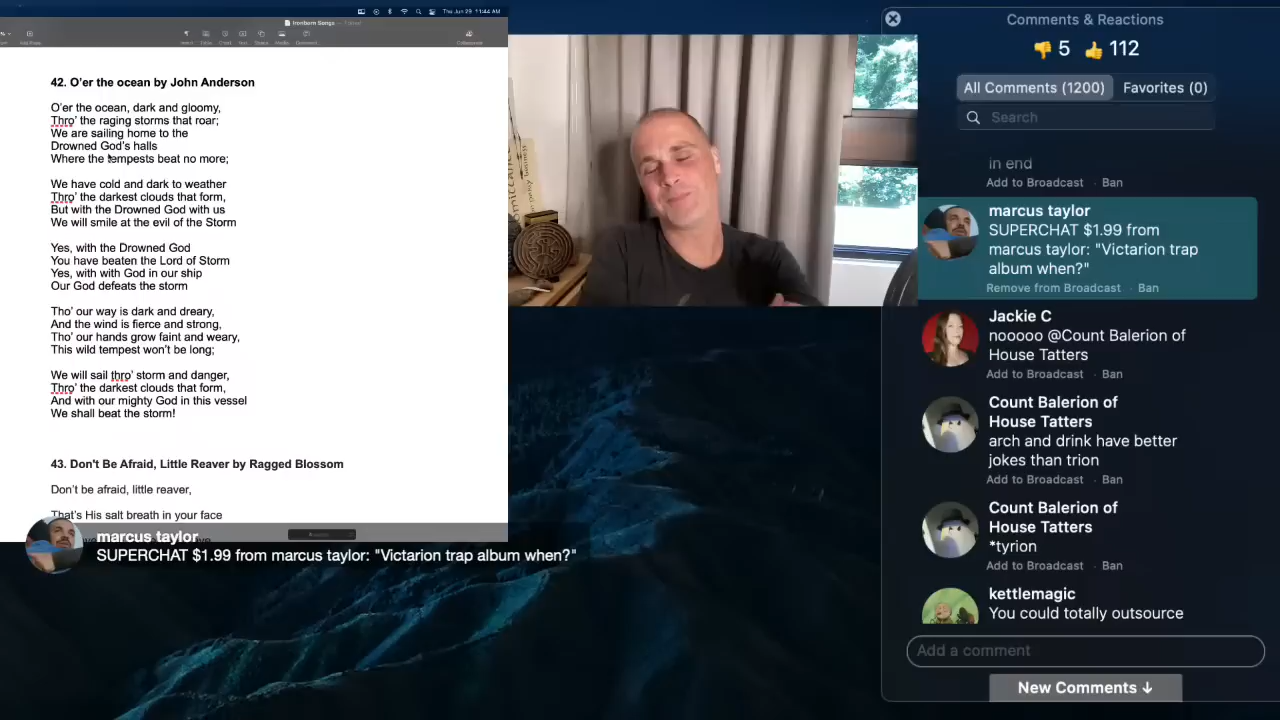 Thu Jun 29 11:44 AM
Ironborn Songs
42. O'er the ocean by John Anderson
O'er the ocean, dark and gloomy,
Thro' the raging storms that roar;
We are sailing home to the
Drowned God's halls
Where the tempests beat no more;
We have cold and dark to weather
Thro' the darkest clouds that form,
But with the Drowned God with us
We will smile at the evil of the Storm
Yes, with the Drowned God
You have beaten the Lord of Storm
Yes, with with God in our ship
Our God defeats the storm
Tho' our way is dark and dreary,
And the wind is fierce and strong,
Tho' our hands grow faint and weary,
This wild tempest won't be long;
We will sail thro' storm and danger,
Thro' the darkest clouds that form,
And with our mighty God in this vessel
We shall beat the storm!
43. Don't Be Afraid, Little Reaver by Ragged Blossom
Don't be afraid, little reaver,
That's His salt breath in your face
marcus taylor
SUPERCHAT $1.99 from marcus taylor: "Victarion trap album when?"
Comments & Reactions
👎 5 👍 112
All Comments (1200) Favorites (0)
Search
in end
Add to Broadcast · Ban
marcus taylor
SUPERCHAT $1.99 from
marcus taylor: "Victarion trap
album when?"
Remove from Broadcast · Ban
Jackie C
nooooo @Count Balerion of
House Tatters
Add to Broadcast · Ban
Count Balerion of
House Tatters
arch and drink have better
jokes than trion
Add to Broadcast · Ban
Count Balerion of
House Tatters
*tyrion
Add to Broadcast · Ban
kettlemagic
You could totally outsource
Add a comment
New Comments ↓